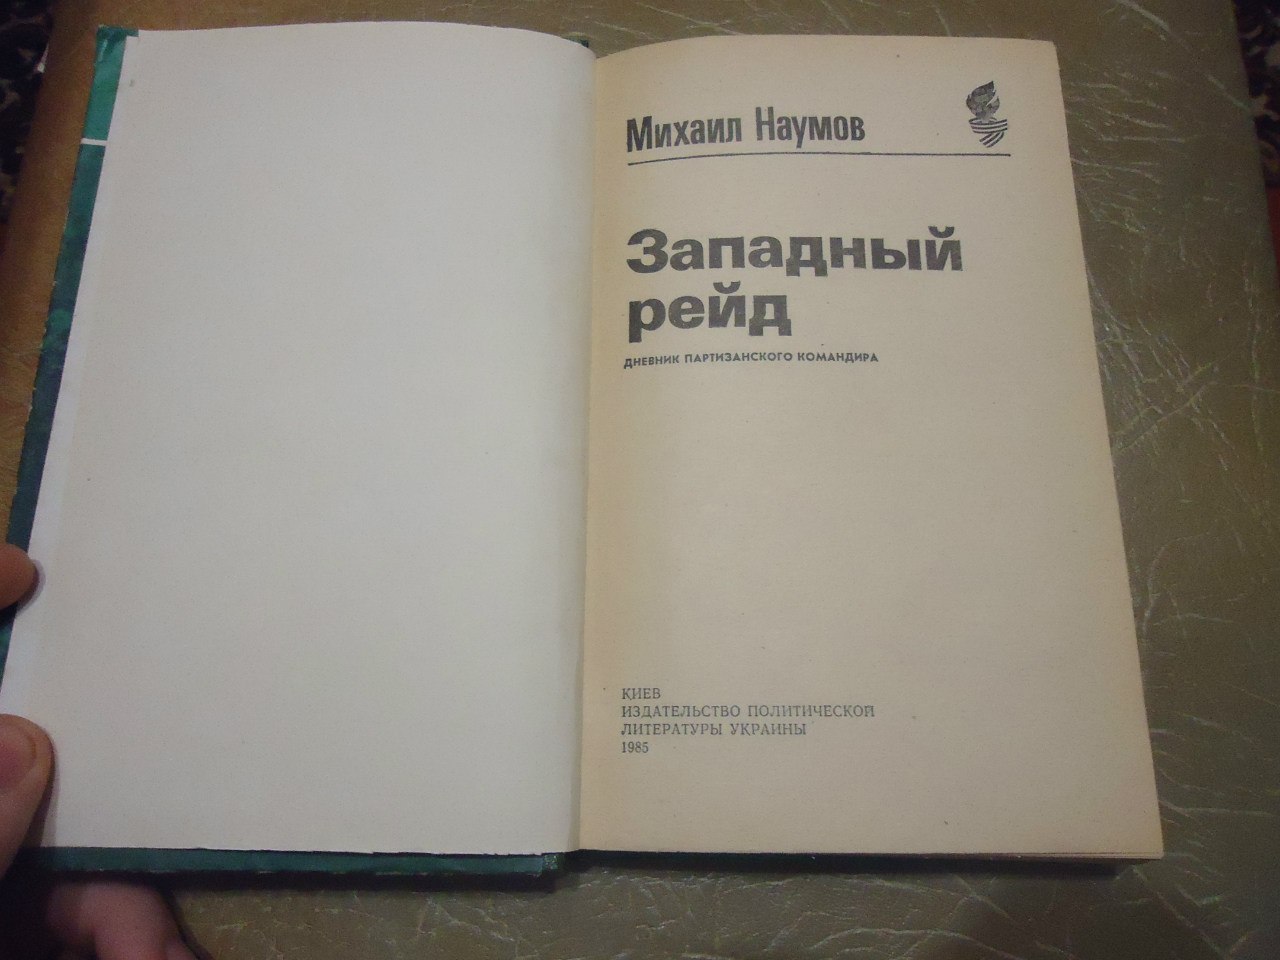 Михаил Наумов
Западный
рейд
ДНЕВНИК ПАРТИЗАНСКОГО КОМАНДИРА
КИЕВ
ИЗДАТЕЛЬСТВО ПОЛИТИЧЕСКОЙ
ЛИТЕРАТУРЫ УКРАИНЫ
1985